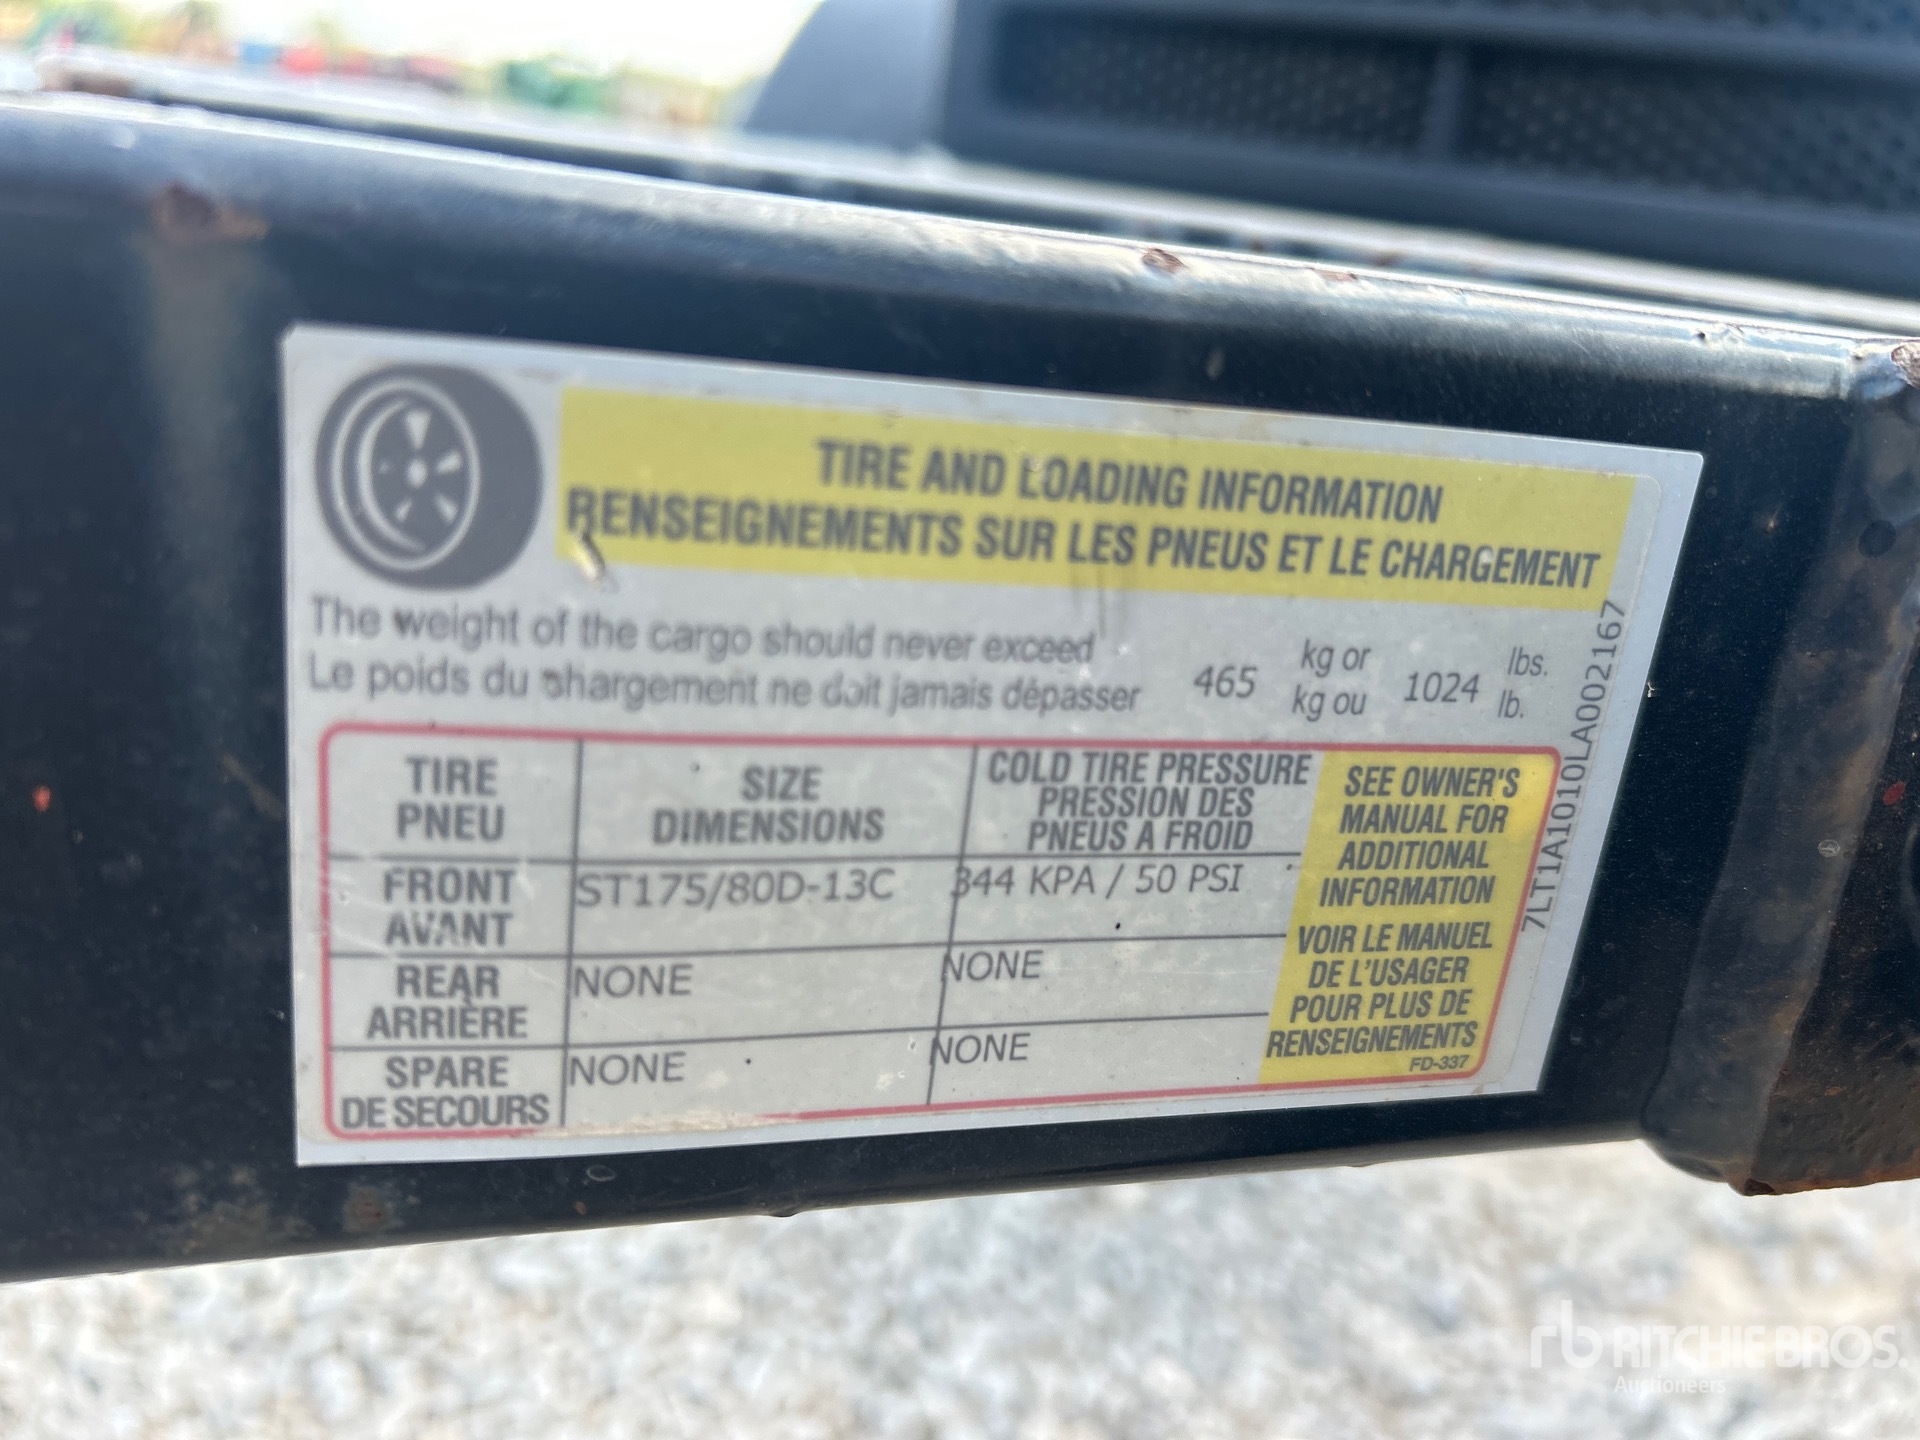 TIRE AND LOADING INFORMATION
RENSEIGNEMENTS SUR LES PNEUS ET LE CHARGEMENT
The weight of the cargo should never exceed 465 kg or 1024 lbs.
Le poids du chargement ne doit jamais dépasser kg ou lb.
TIRE
PNEU
SIZE
DIMENSIONS
COLD TIRE PRESSURE
PRESSION DES
PNEUS A FROID
FRONT
AVANT
ST175/80D-13C
344 KPA / 50 PSI
REAR
ARRIÈRE
NONE
NONE
SPARE
DE SECOURS
NONE
NONE
SEE OWNER'S
MANUAL FOR
ADDITIONAL
INFORMATION
VOIR LE MANUEL
DE L'USAGER
POUR PLUS DE
RENSEIGNEMENTS
FD-337
7LT1A1010LA002167
rb RITCHIE BROS.
Auctioneers